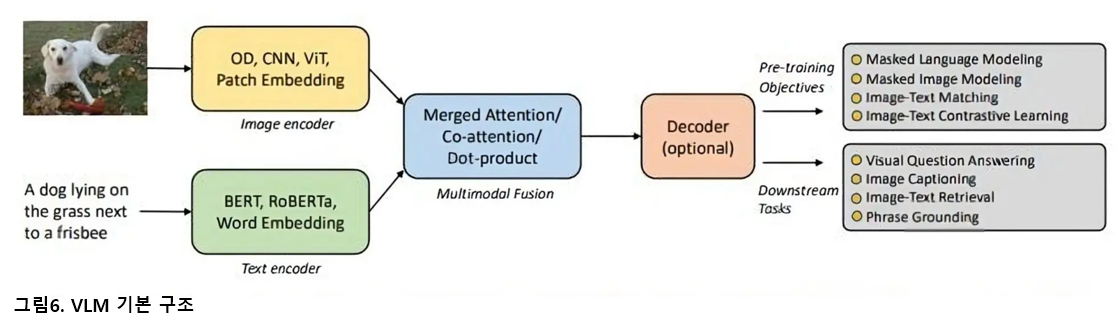 OD, CNN, ViT,
Patch Embedding
Image encoder
A dog lying on
the grass next
to a frisbee
BERT, RoBERTa,
Word Embedding
Text encoder
Merged Attention/
Co-attention/
Dot-product
Multimodal Fusion
Decoder
(optional)
Pre-training
Objectives
Masked Language Modeling
Masked Image Modeling
Image-Text Matching
Image-Text Contrastive Learning
Downstream
Tasks
Visual Question Answering
Image Captioning
Image-Text Retrieval
Phrase Grounding
그림6. VLM 기본 구조